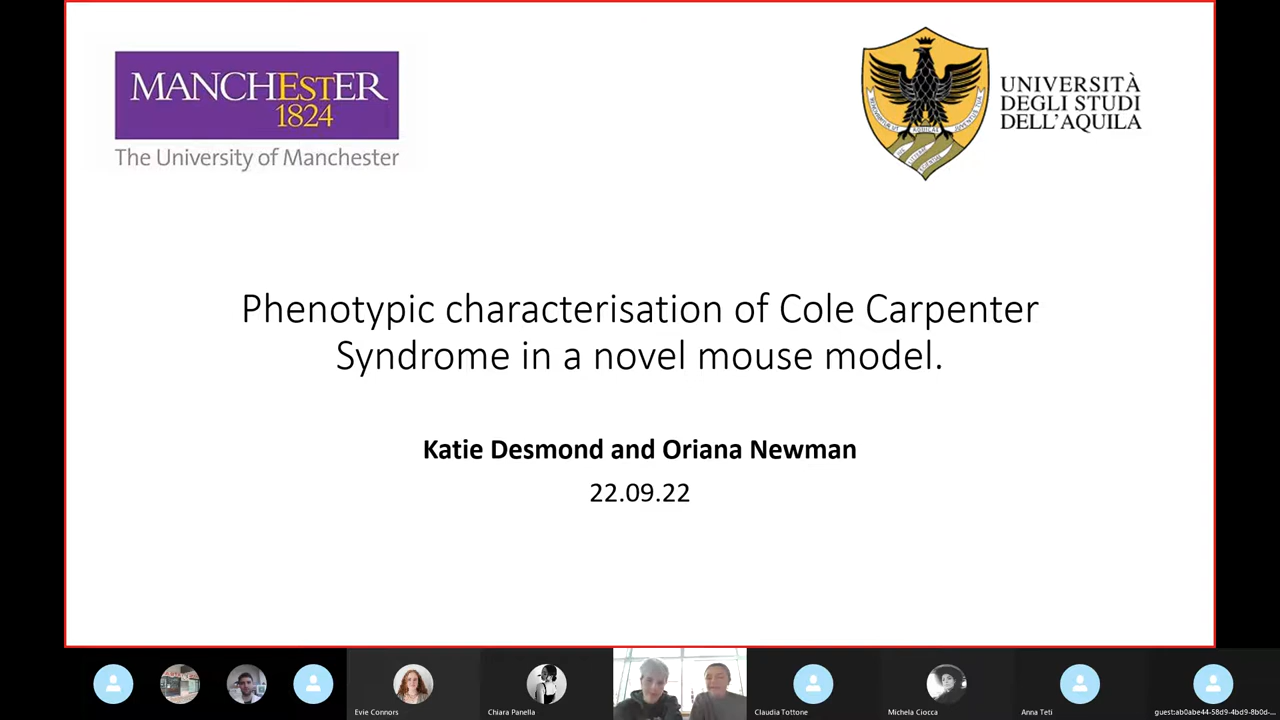 MANCHESTER
1824
The University of Manchester
UNIVERSITÀ
DEGLI STUDI
DELL'AQUILA
Phenotypic characterisation of Cole Carpenter
Syndrome in a novel mouse model.
Katie Desmond and Oriana Newman
22.09.22
Evie Connors
Chiara Panella
Claudia Tottone
Michela Ciocca
Anna Teti